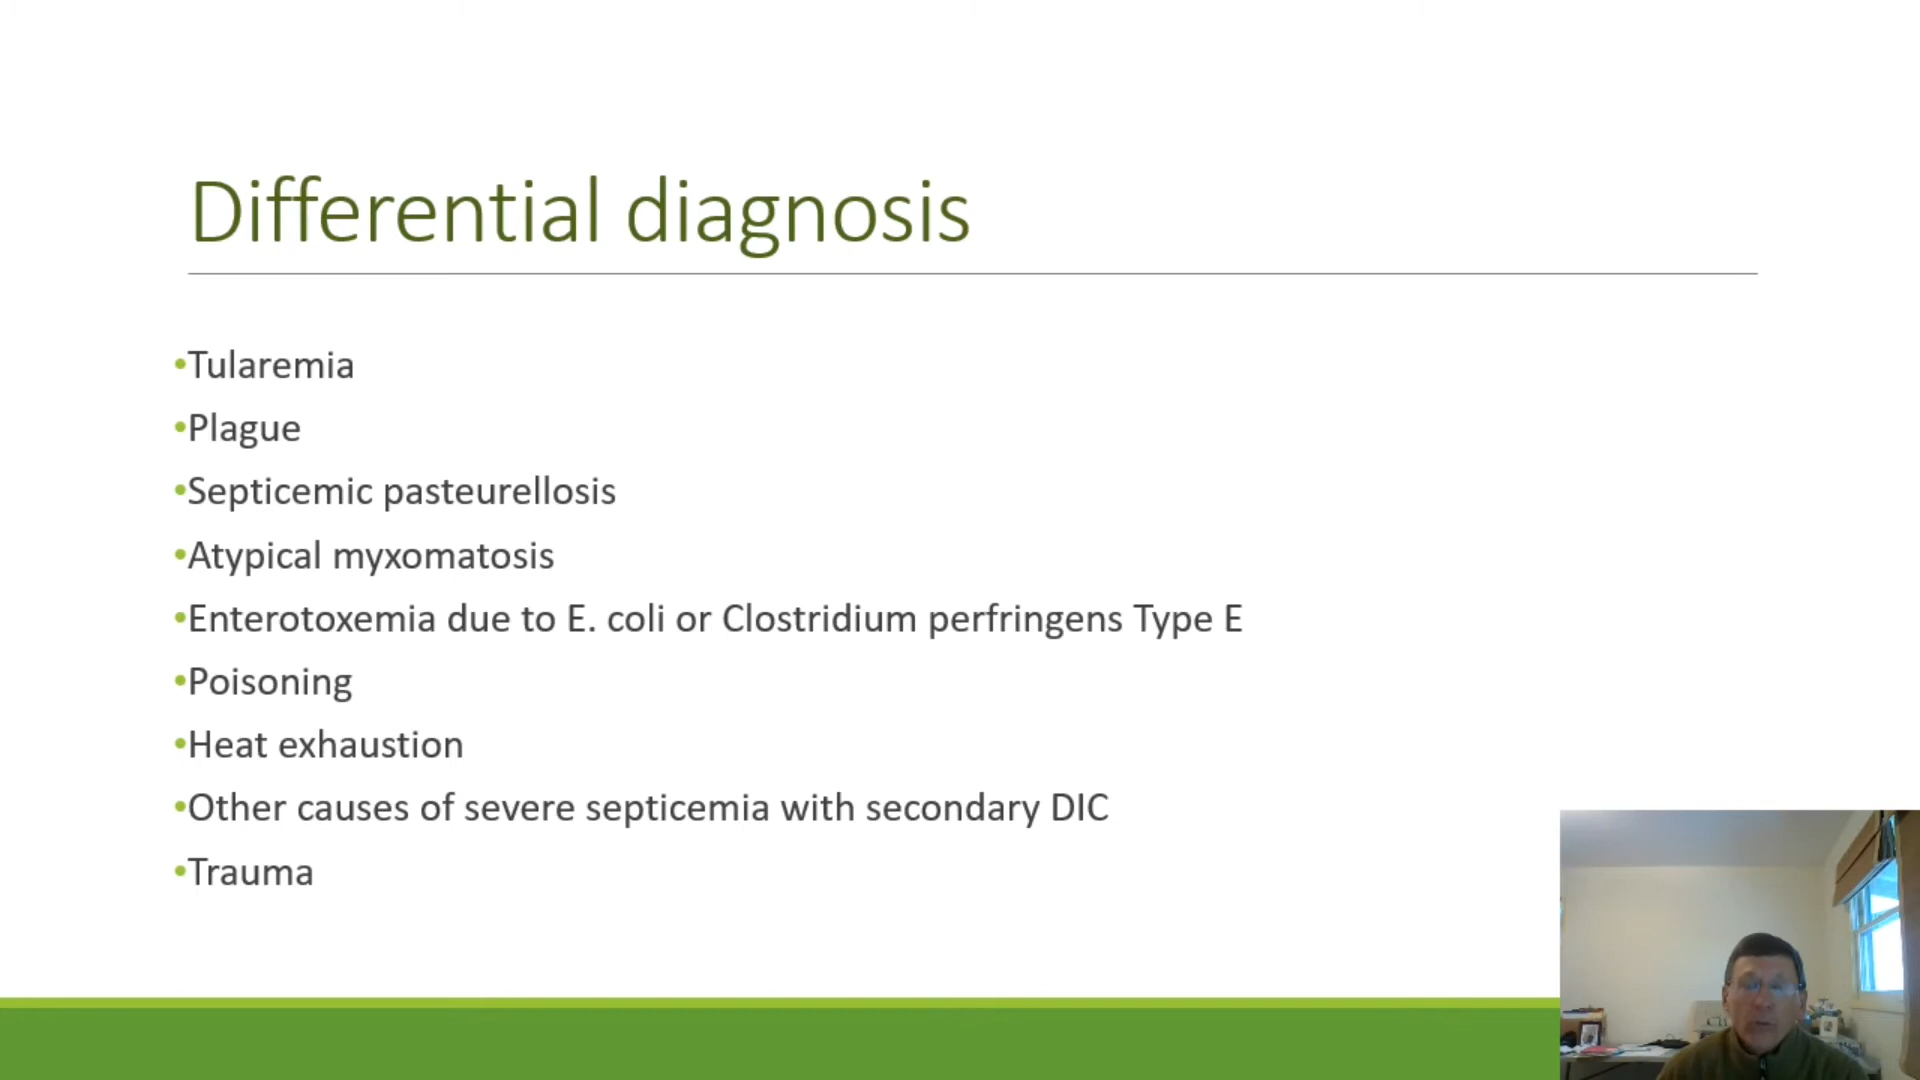 Differential diagnosis
•Tularemia
•Plague
•Septicemic pasteurellosis
•Atypical myxomatosis
•Enterotoxemia due to E. coli or Clostridium perfringens Type E
•Poisoning
•Heat exhaustion
•Other causes of severe septicemia with secondary DIC
•Trauma